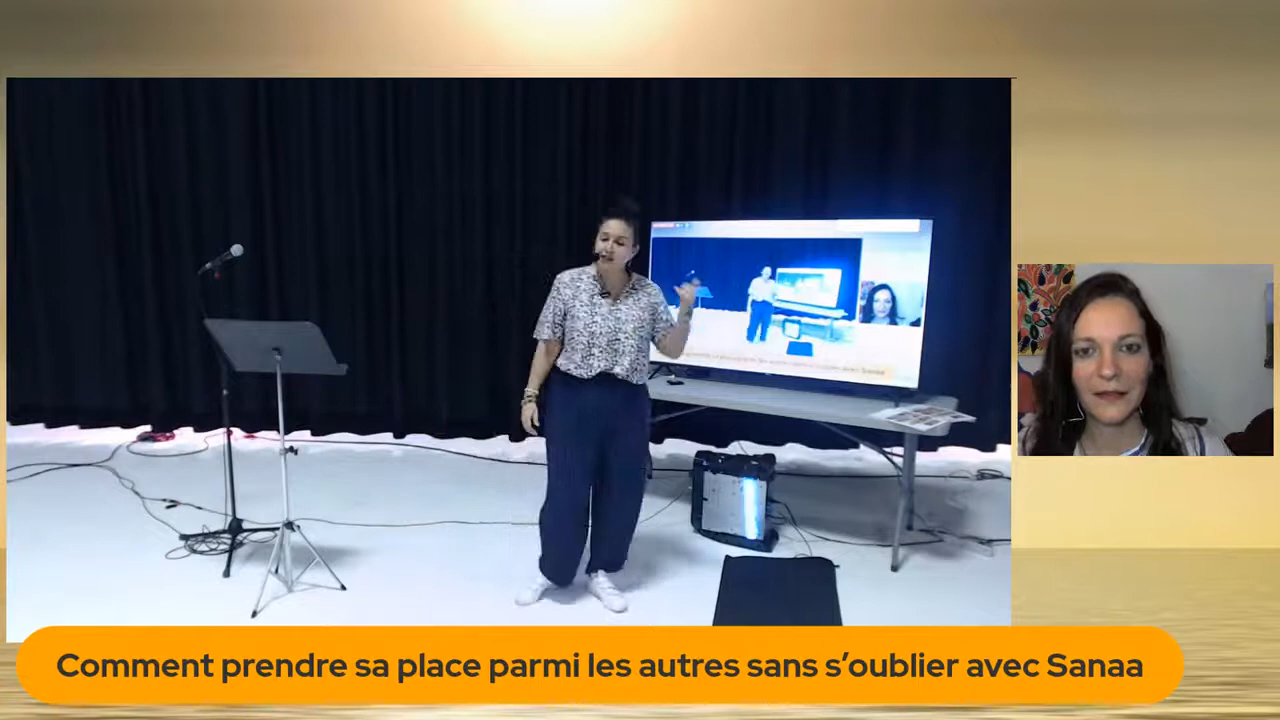 Comment prendre sa place parmi les autres sans s’oublier avec Sanaa